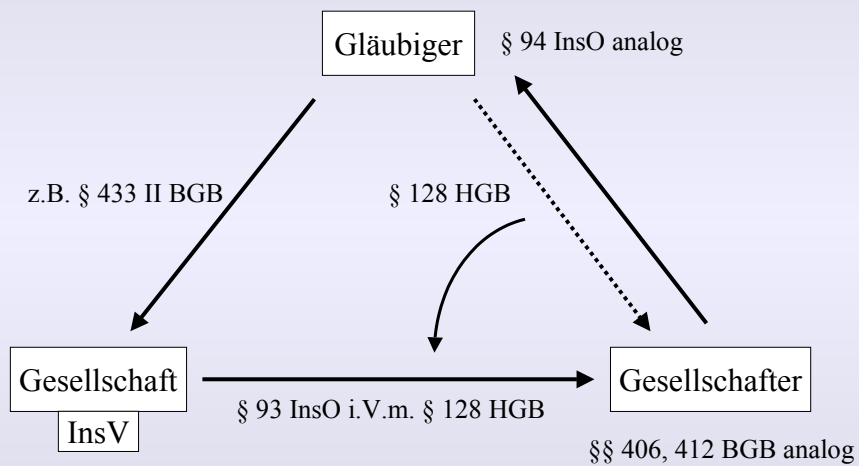 Gläubiger
§ 94 InsO analog
z.B. § 433 II BGB
§ 128 HGB
Gesellschaft
Gesellschafter
§ 93 InsO i.V.m. § 128 HGB
InsV
§§ 406, 412 BGB analog